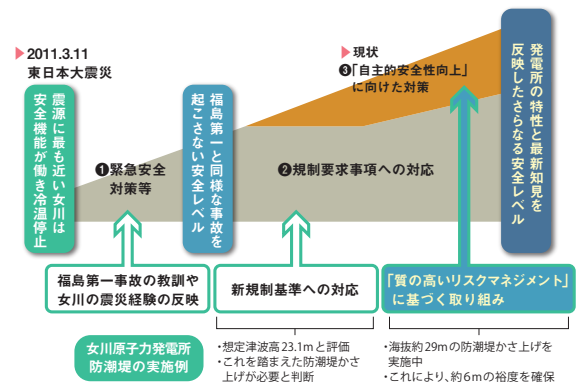 ▶2011.3.11
東日本大震災
震源に最も近い女川は
安全機能が働き冷温停止
❶緊急安全
対策等
福島第一と同様な事故を
起こさない安全レベル
▶現状
❸「自主的安全性向上」
に向けた対策
❷規制要求事項への対応
発電所の特性と最新知見を
反映したさらなる安全レベル
福島第一事故の教訓や
女川の震災経験の反映
新規制基準への対応
「質の高いリスクマネジメント」
に基づく取り組み
女川原子力発電所
防潮堤の実施例
・想定津波高23.1mと評価
・これを踏まえた防潮堤かさ
上げが必要と判断
・海抜約29mの防潮堤かさ上げを
実施中
・これにより、約6mの裕度を確保